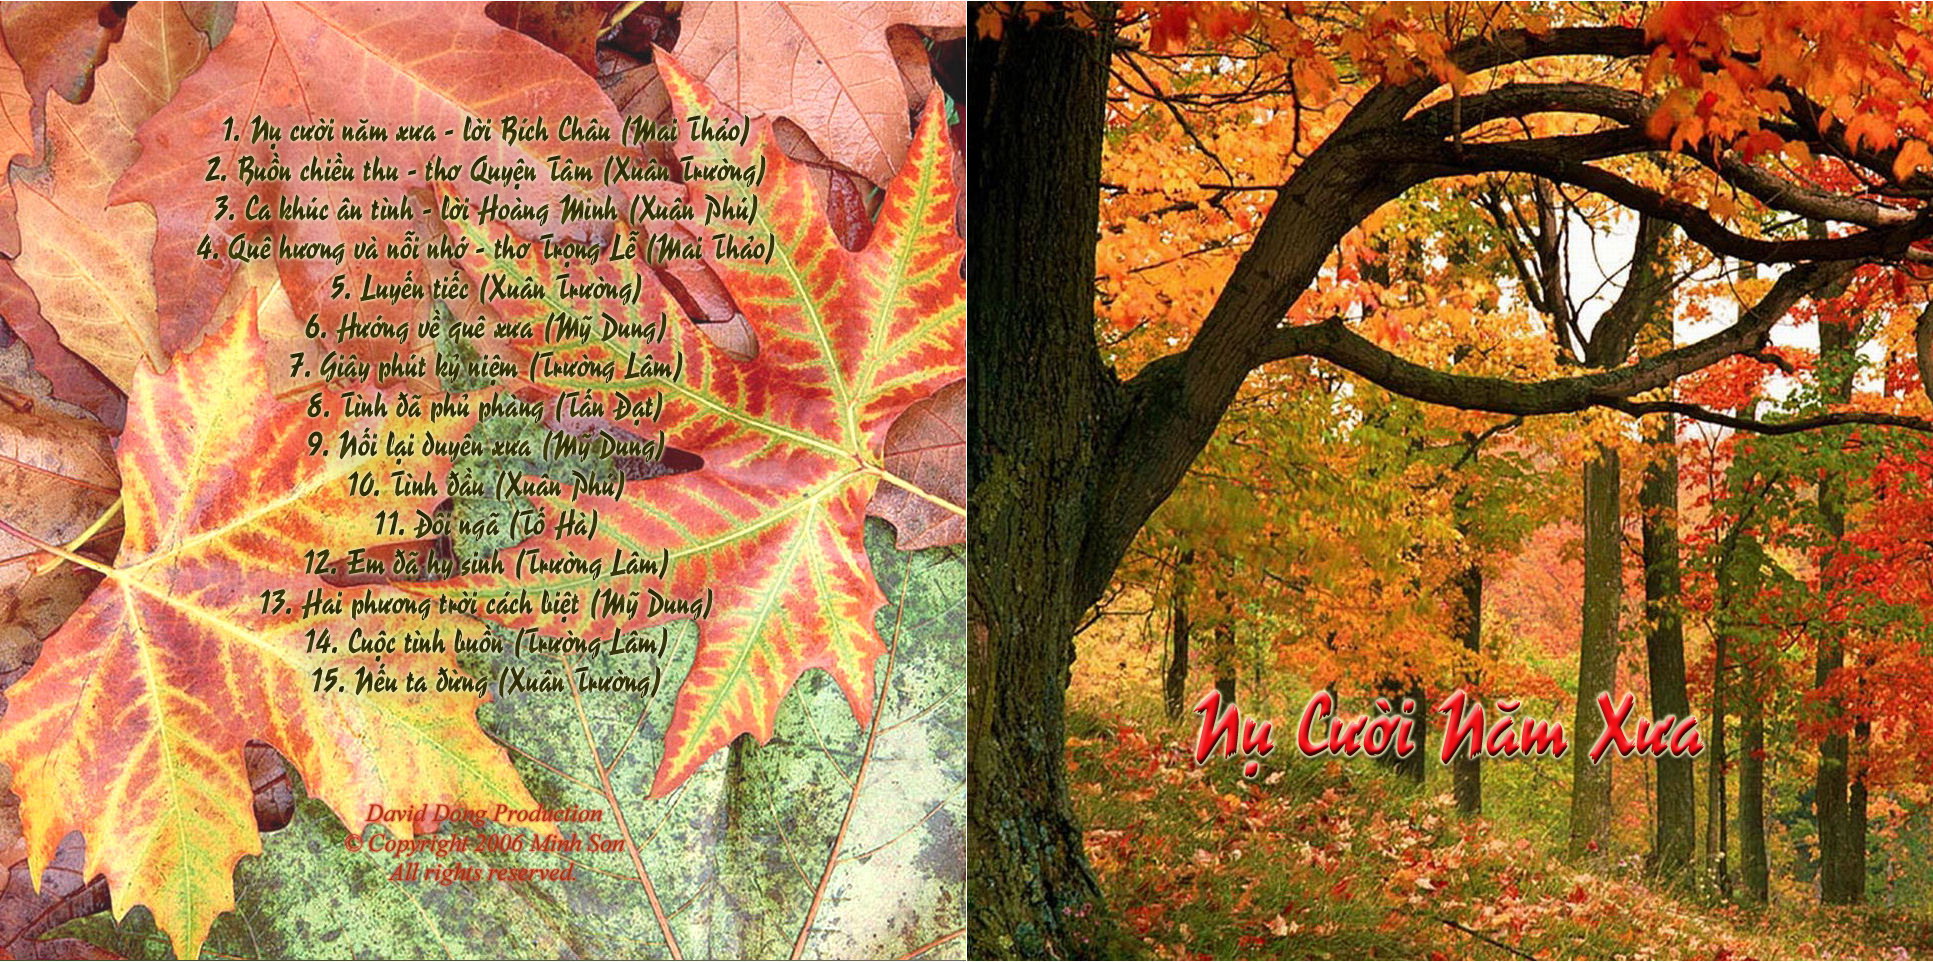 1. Nụ cười năm xưa - lời Bích Châu (Mai Thảo)
2. Buồn chiều thu - thơ Quyện Tâm (Xuân Trường)
3. Ca khúc ân tình - lời Hoàng Minh (Xuân Phú)
4. Quê hương và nỗi nhớ - thơ Trọng Lễ (Mai Thảo)
5. Luyến tiếc (Xuân Trường)
6. Hướng về quê xưa (Mỹ Dung)
7. Giây phút kỷ niệm (Trường Lâm)
8. Tình đã phủ phang (Tấn Đạt)
9. Nối lại duyên xưa (Mỹ Dung)
10. Tình đầu (Xuân Phú)
11. Đôi ngã (Tố Hà)
12. Em đã hy sinh (Trường Lâm)
13. Hai phương trời cách biệt (Mỹ Dung)
14. Cuộc tình buồn (Trường Lâm)
15. Nếu ta đừng (Xuân Trường)
David Dong Production
© Copyright 2006 Minh Son
All rights reserved.
Nụ Cười Năm Xưa